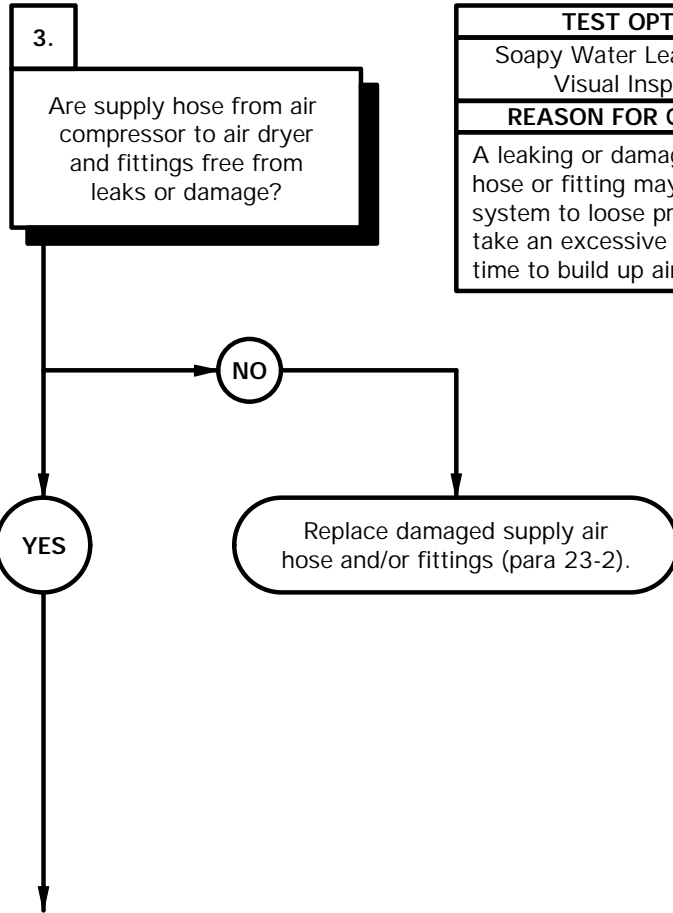 3.
Are supply hose from air
compressor to air dryer
and fittings free from
leaks or damage?
TEST OPT
Soapy Water Lea
Visual Insp
REASON FOR
A leaking or damag
hose or fitting may
system to loose pr
take an excessive
time to build up air
NO
YES
Replace damaged supply air
hose and/or fittings (para 23-2).